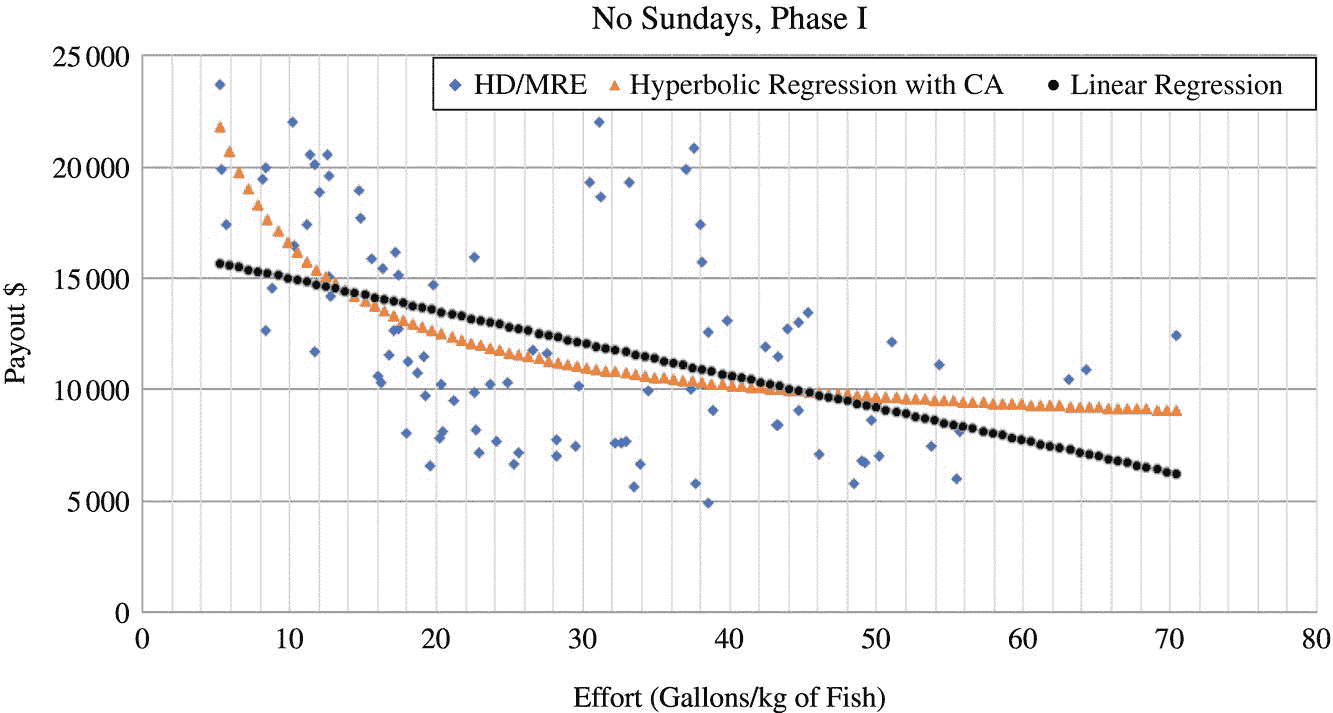 No Sundays, Phase I
25 000
HD/MRE Hyperbolic Regression with CA Linear Regression
20 000
15 000
Payout $
10 000
5 000
0
0 10 20 30 40 50 60 70 80
Effort (Gallons/kg of Fish)